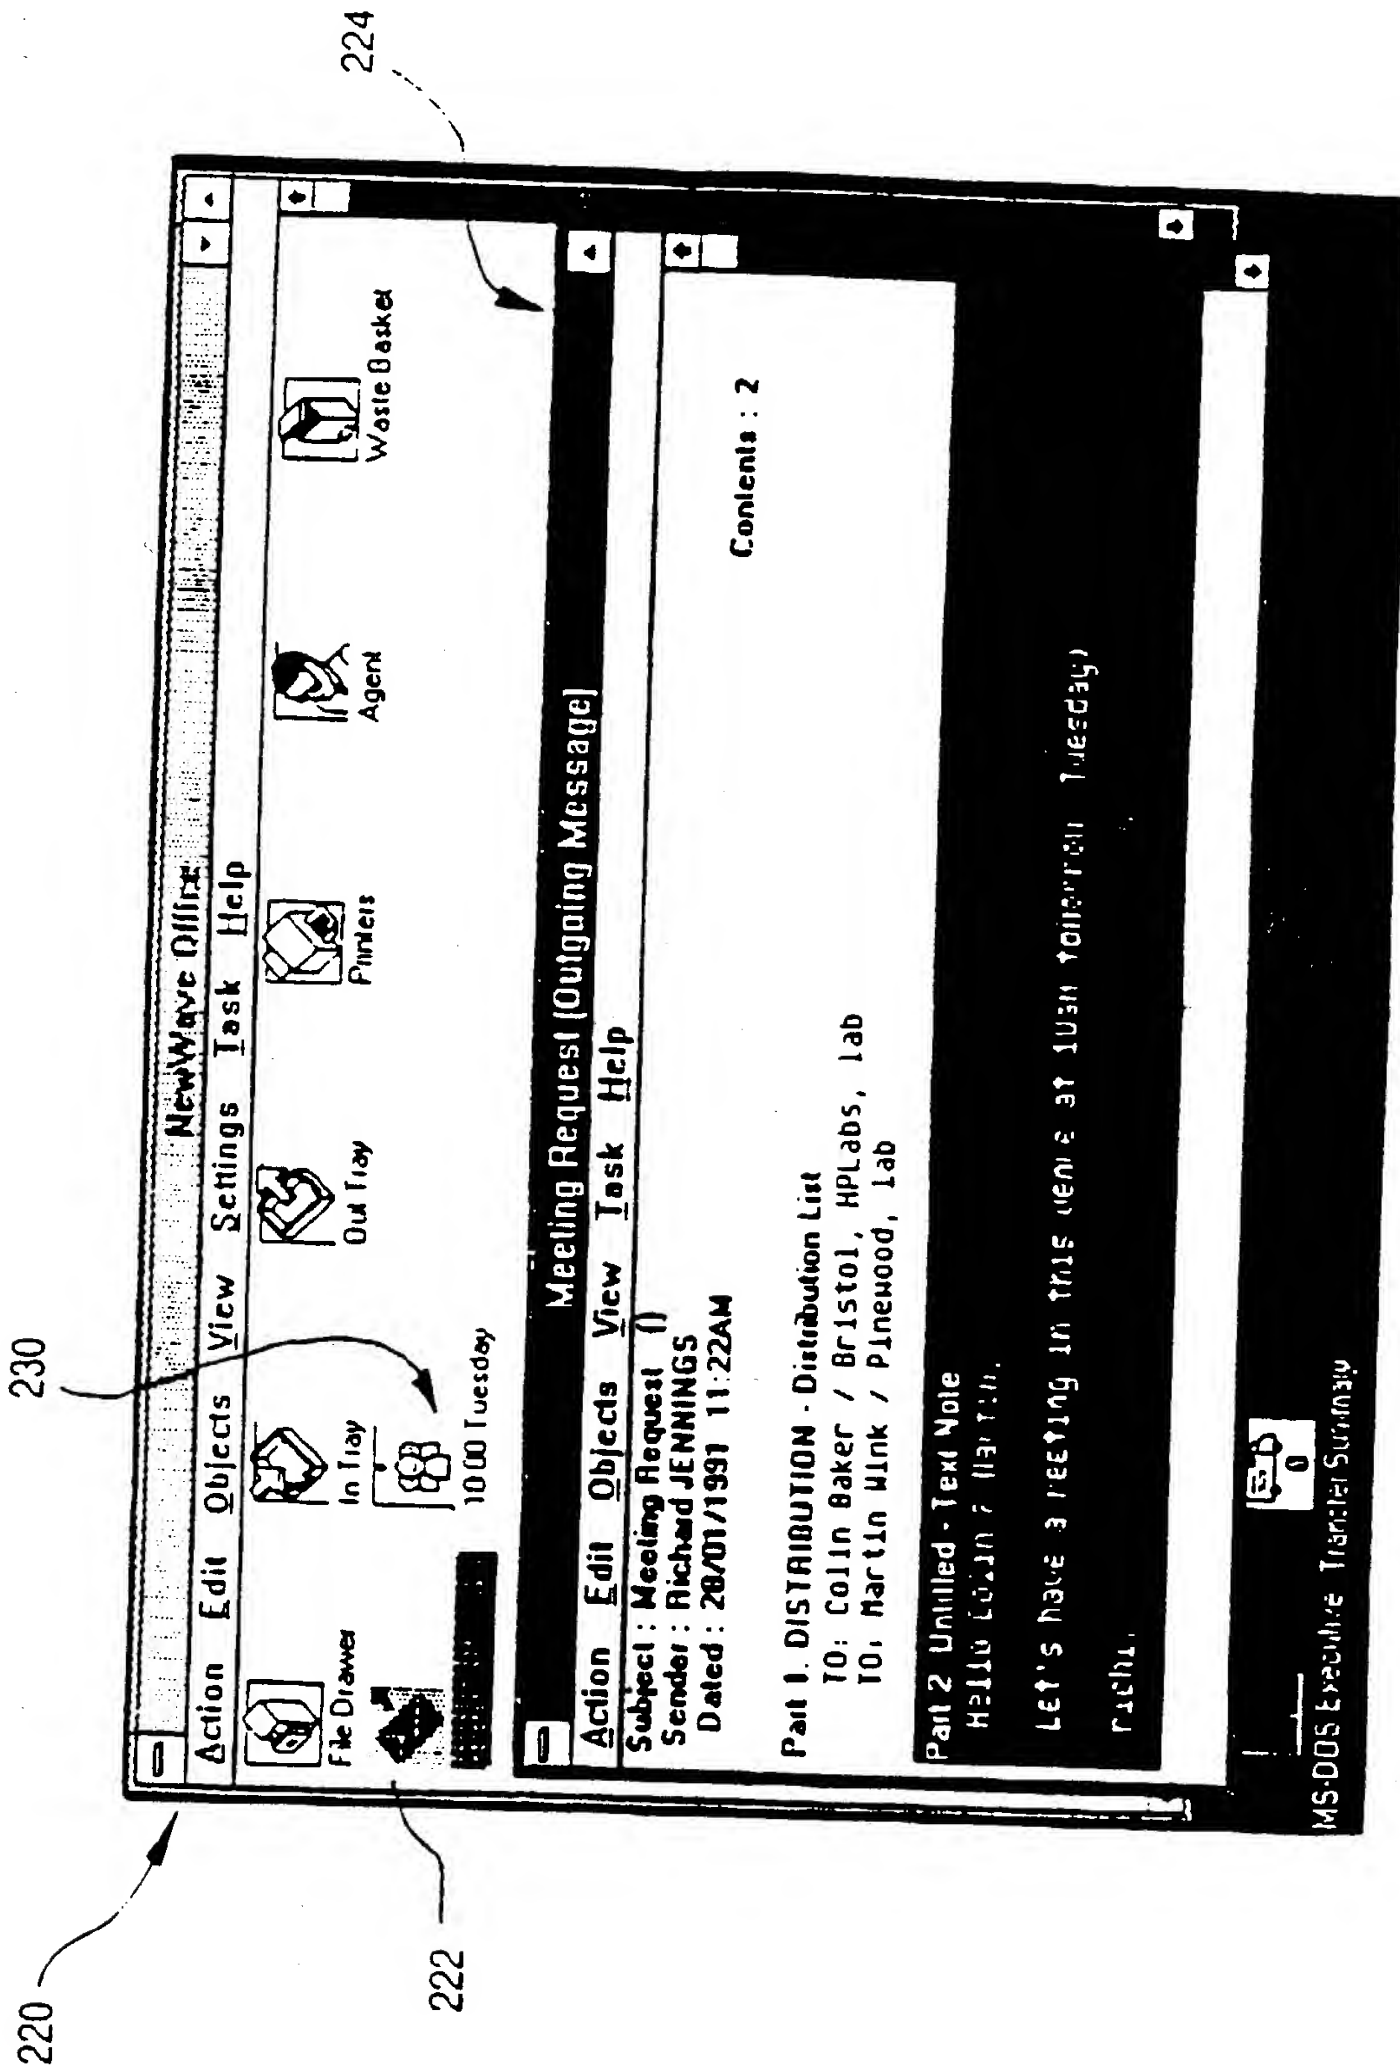 220
222
224
230
NewWave Office
Action Edit Objects View Settings Task Help
File Drawer
In Tray
Out Tray
Printers
Agent
Waste Basket
10 00 Tuesday
Meeting Request (Outgoing Message)
Action Edit Objects View Task Help
Subject : Meeting Request ()
Sender : Richard JENNINGS
Dated : 28/01/1991 11:22AM
Contents : 2
Part 1. DISTRIBUTION - Distribution List
TO: Colin Baker / Bristol, HPLabs, lab
TO: Martin Wink / Pinewood, lab
Part 2 Untitled - Text Note
Hello Colin & Martin,
Let's have a meeting in this at 10am tomorrow Tuesday)
richi.
0
MS-DOS Executive Transfer Summary